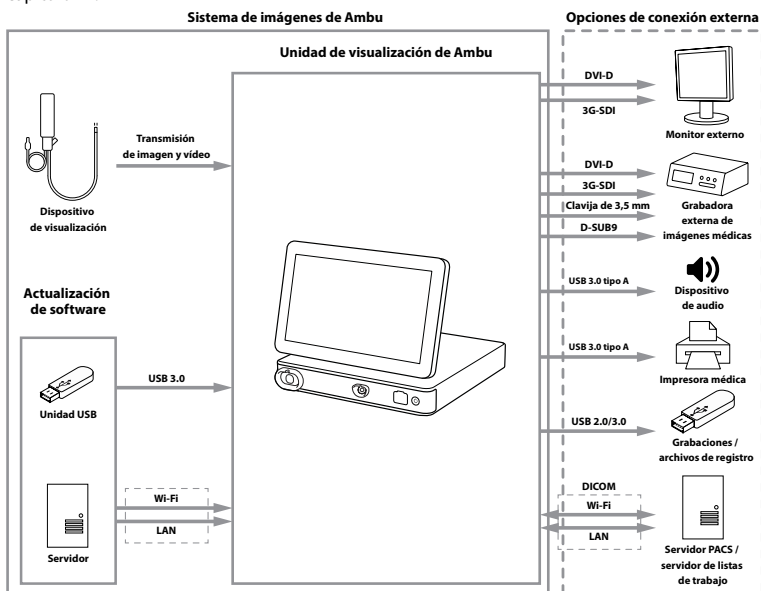 Sistema de imágenes de Ambu
Opciones de conexión externa
Unidad de visualización de Ambu
Transmisión
de imagen y vídeo
Dispositivo
de visualización
Actualización
de software
USB 3.0
Unidad USB
Wi-Fi
LAN
Servidor
DVI-D
3G-SDI
Monitor externo
DVI-D
3G-SDI
Clavija de 3,5 mm
D-SUB9
Grabadora
externa de
imágenes médicas
USB 3.0 tipo A
Dispositivo
de audio
USB 3.0 tipo A
Impresora médica
USB 2.0/3.0
Grabaciones /
archivos de registro
DICOM
Wi-Fi
LAN
Servidor PACS /
servidor de listas
de trabajo